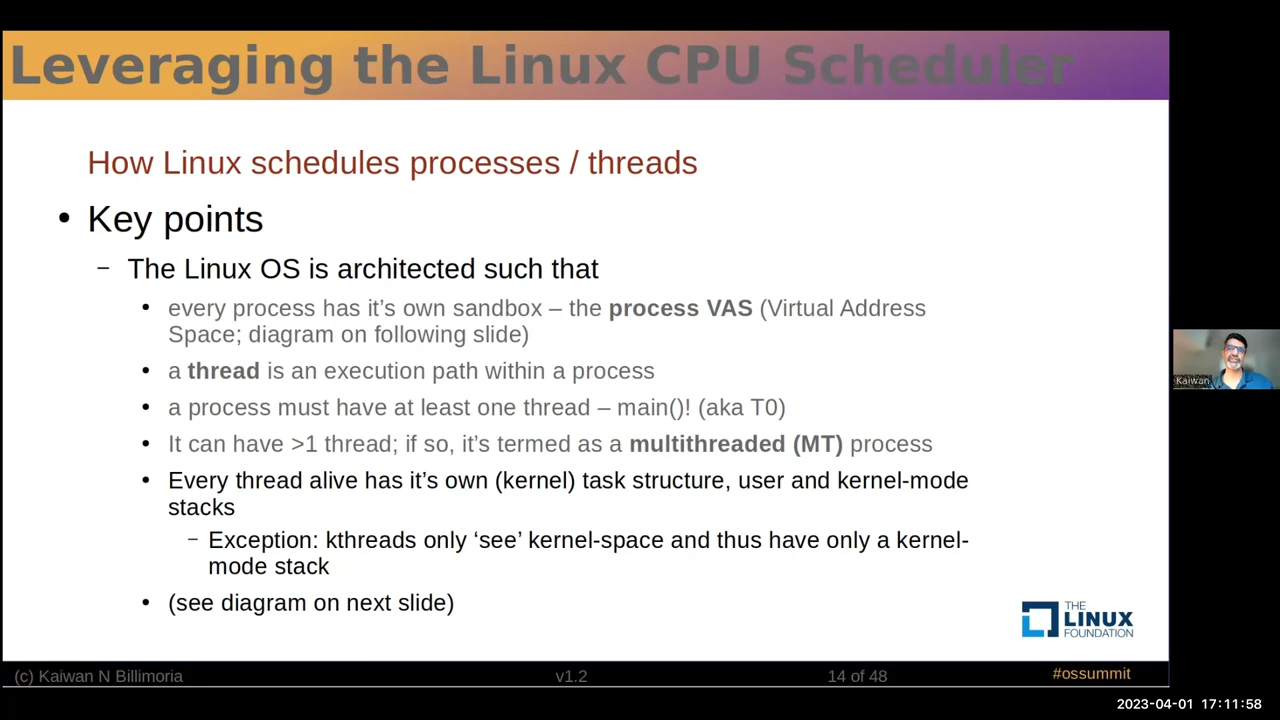 Leveraging the Linux CPU Scheduler
How Linux schedules processes / threads
• Key points
– The Linux OS is architected such that
• every process has it’s own sandbox – the process VAS (Virtual Address
Space; diagram on following slide)
• a thread is an execution path within a process
• a process must have at least one thread – main()! (aka T0)
• It can have >1 thread; if so, it’s termed as a multithreaded (MT) process
• Every thread alive has it’s own (kernel) task structure, user and kernel-mode
stacks
– Exception: kthreads only ‘see’ kernel-space and thus have only a kernel-
mode stack
• (see diagram on next slide)
THE
LINUX
FOUNDATION
Kaiwan
(c) Kaiwan N Billimoria v1.2 14 of 48 #ossummit
2023-04-01 17:11:58